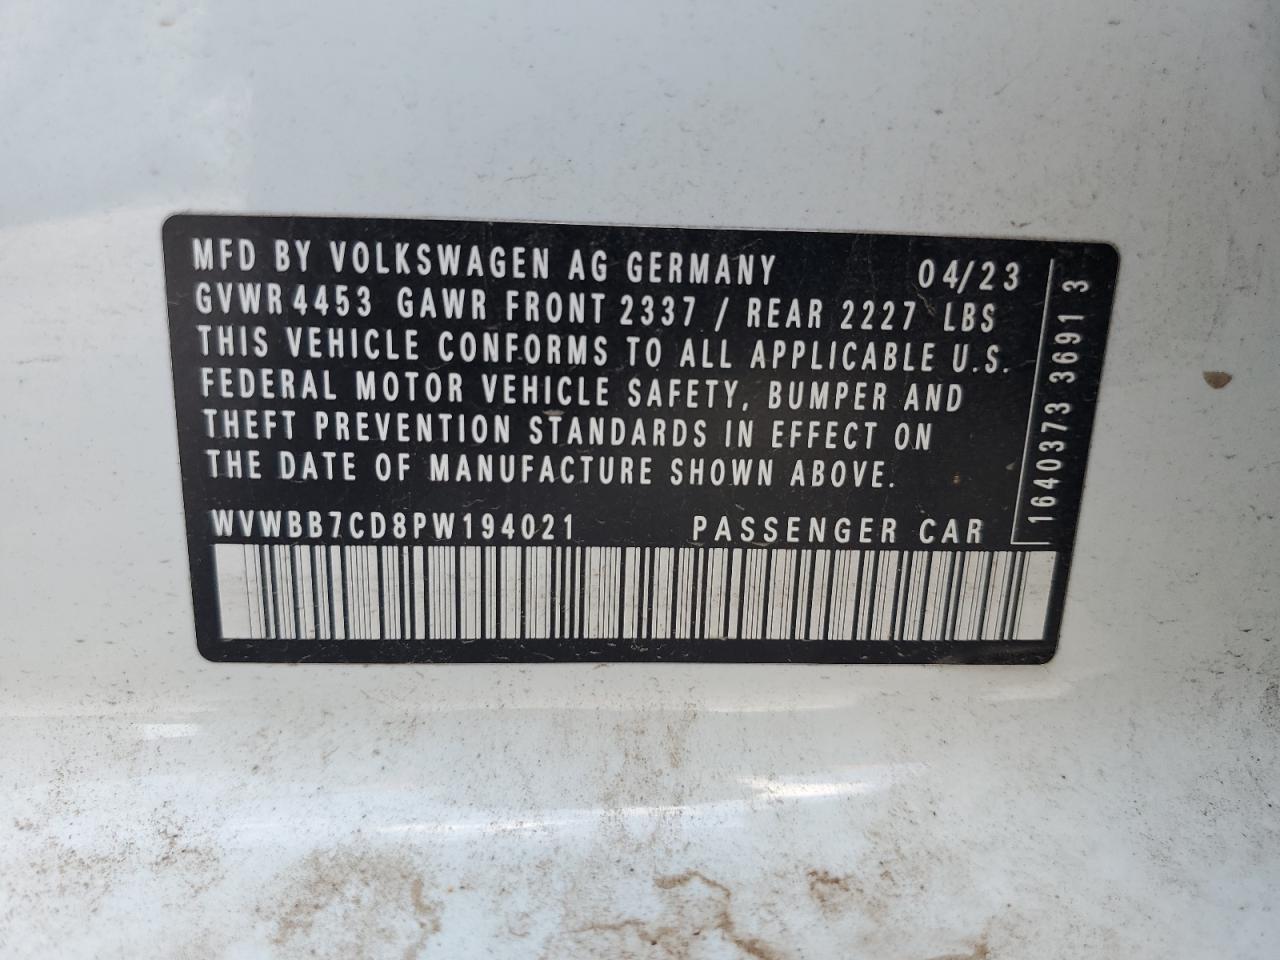 MFD BY VOLKSWAGEN AG GERMANY 04/23
GVWR 4453 GAWR FRONT 2337 / REAR 2227 LBS
THIS VEHICLE CONFORMS TO ALL APPLICABLE U.S.
FEDERAL MOTOR VEHICLE SAFETY, BUMPER AND
THEFT PREVENTION STANDARDS IN EFFECT ON
THE DATE OF MANUFACTURE SHOWN ABOVE.
WVWBB7CD8PW194021 PASSENGER CAR
1640373 3691 3